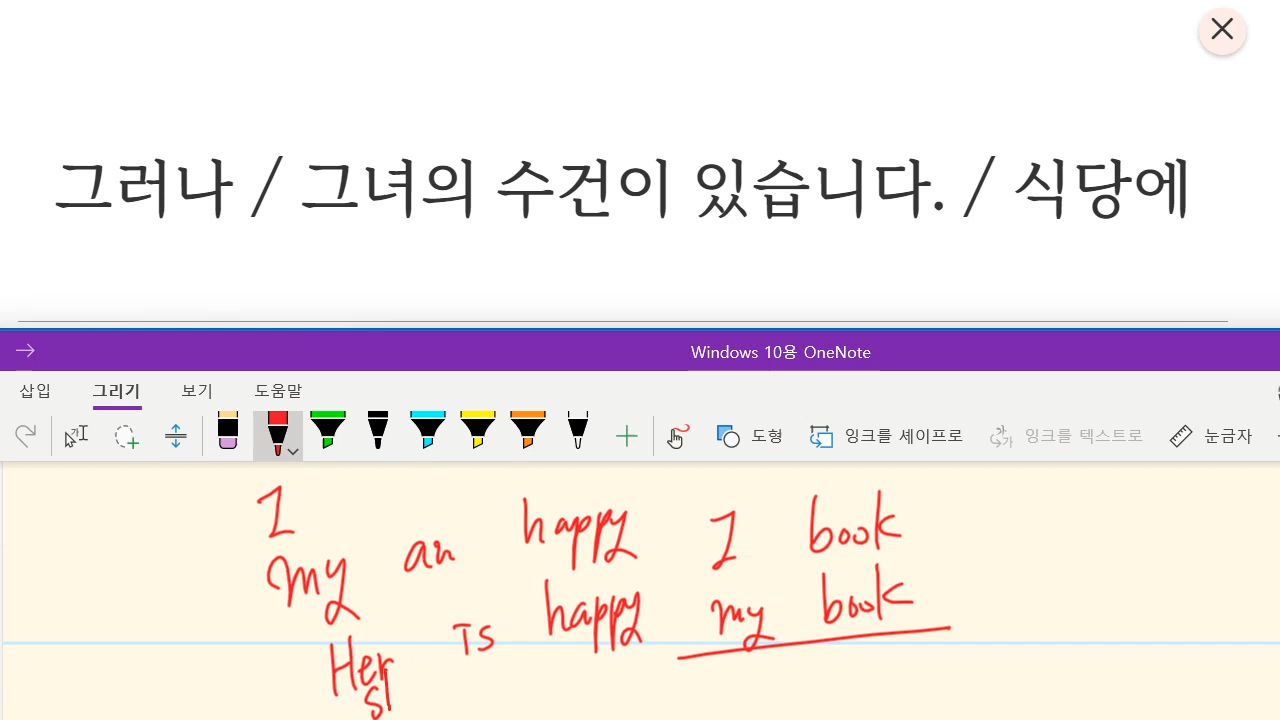 그러나 / 그녀의 수건이 있습니다. / 식당에
Windows 10용 OneNote
삽입 그리기 보기 도움말
도형 잉크를 셰이프로 잉크를 텍스트로 눈금자
I an happy I book
my is happy my book
Her